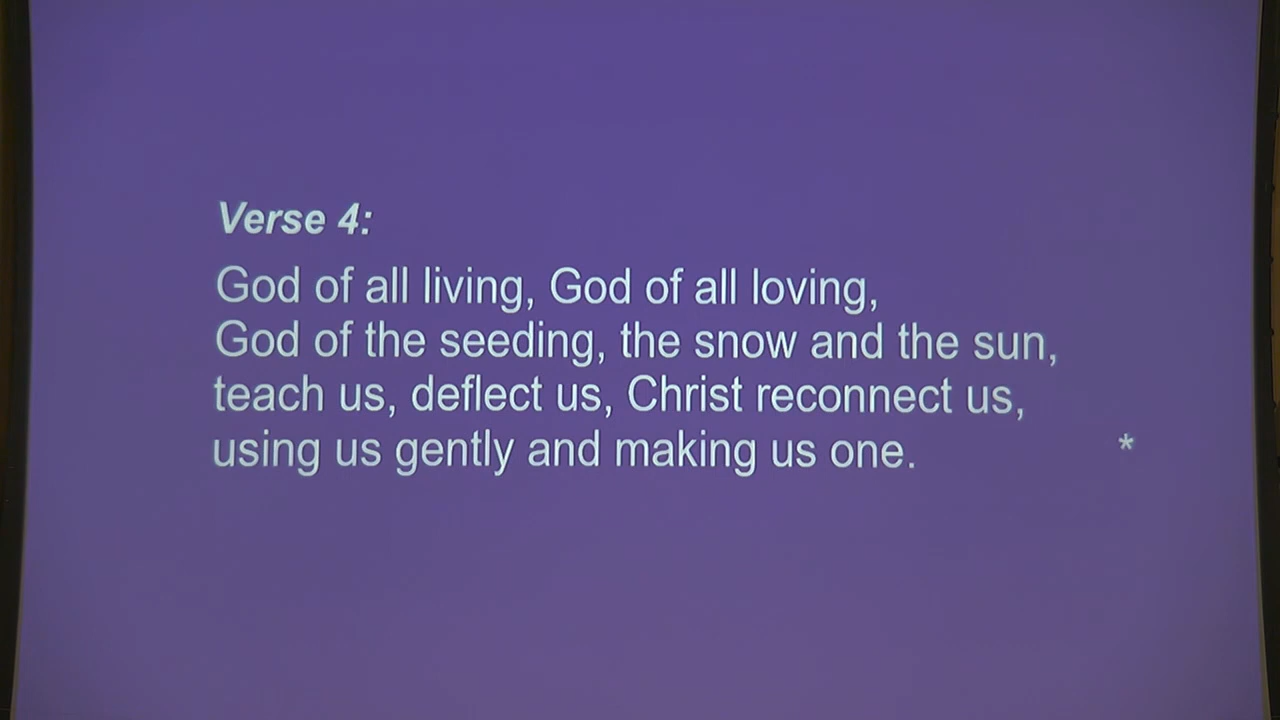 Verse 4:
God of all living, God of all loving,
God of the seeding, the snow and the sun,
teach us, deflect us, Christ reconnect us,
using us gently and making us one. *